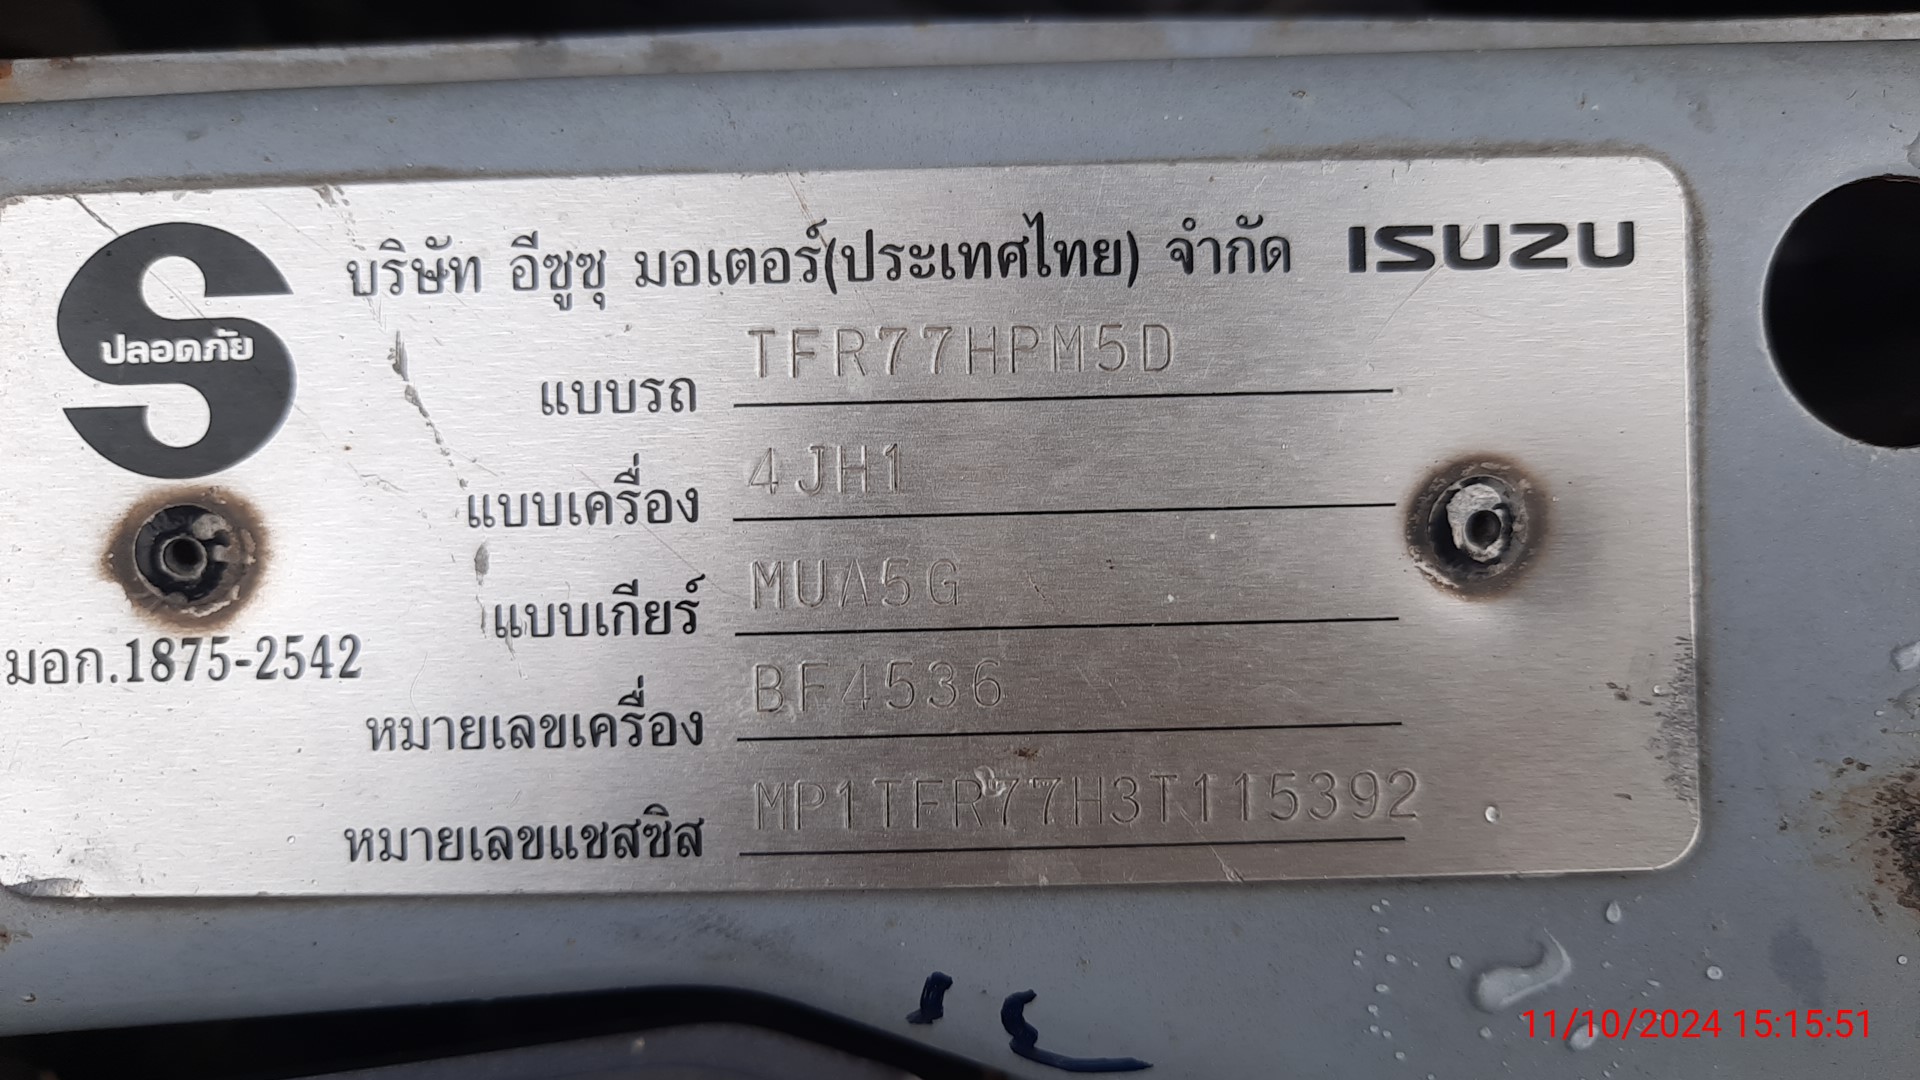 บริษัท อีซูซุ มอเตอร์(ประเทศไทย) จำกัด ISUZU
ปลอดภัย
แบบรถ TFR77HPM5D
แบบเครื่อง 4JH1
แบบเกียร์ MUA5G
มอก.1875-2542
หมายเลขเครื่อง BF4536
หมายเลขแชสซิส MP1TFR77H3T115392
11/10/2024 15:15:51